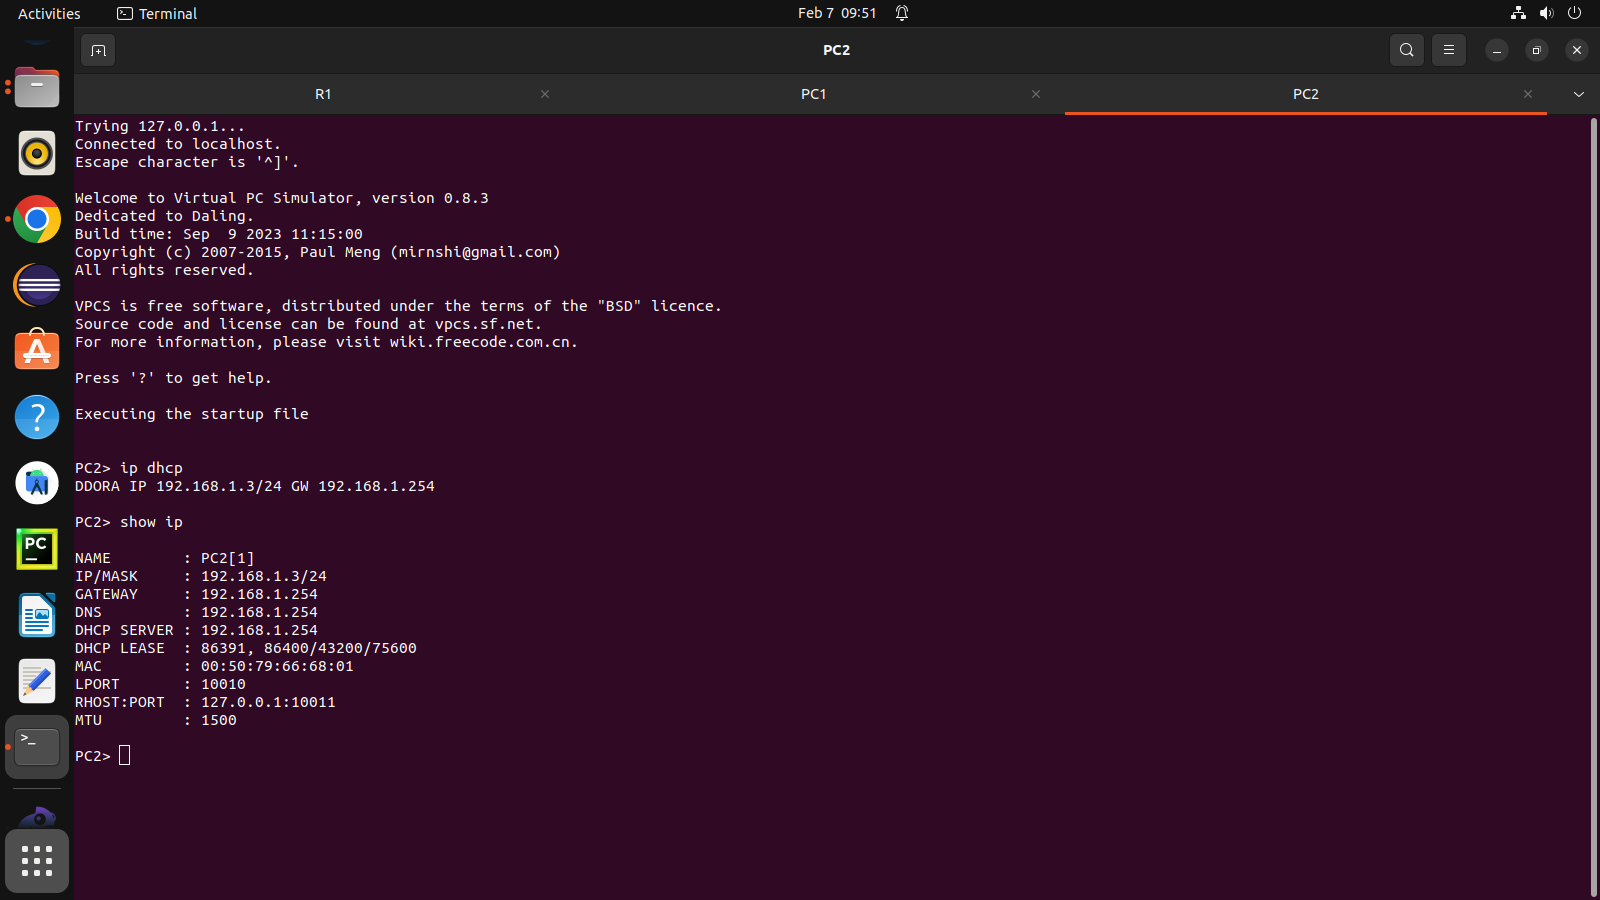 Activities
Terminal
Feb 7  09:51
PC2
R1
PC1
PC2
Trying 127.0.0.1...
Connected to localhost.
Escape character is '^]'.
Welcome to Virtual PC Simulator, version 0.8.3
Dedicated to Daling.
Build time: Sep  9 2023 11:15:00
Copyright (c) 2007-2015, Paul Meng (mirnshi@gmail.com)
All rights reserved.
VPCS is free software, distributed under the terms of the "BSD" licence.
Source code and license can be found at vpcs.sf.net.
For more information, please visit wiki.freecode.com.cn.
Press '?' to get help.
Executing the startup file
PC2> ip dhcp
DDORA IP 192.168.1.3/24 GW 192.168.1.254
PC2> show ip
NAME        : PC2[1]
IP/MASK     : 192.168.1.3/24
GATEWAY     : 192.168.1.254
DNS         : 192.168.1.254
DHCP SERVER : 192.168.1.254
DHCP LEASE  : 86391, 86400/43200/75600
MAC         : 00:50:79:66:68:01
LPORT       : 10010
RHOST:PORT  : 127.0.0.1:10011
MTU         : 1500
PC2>
PC